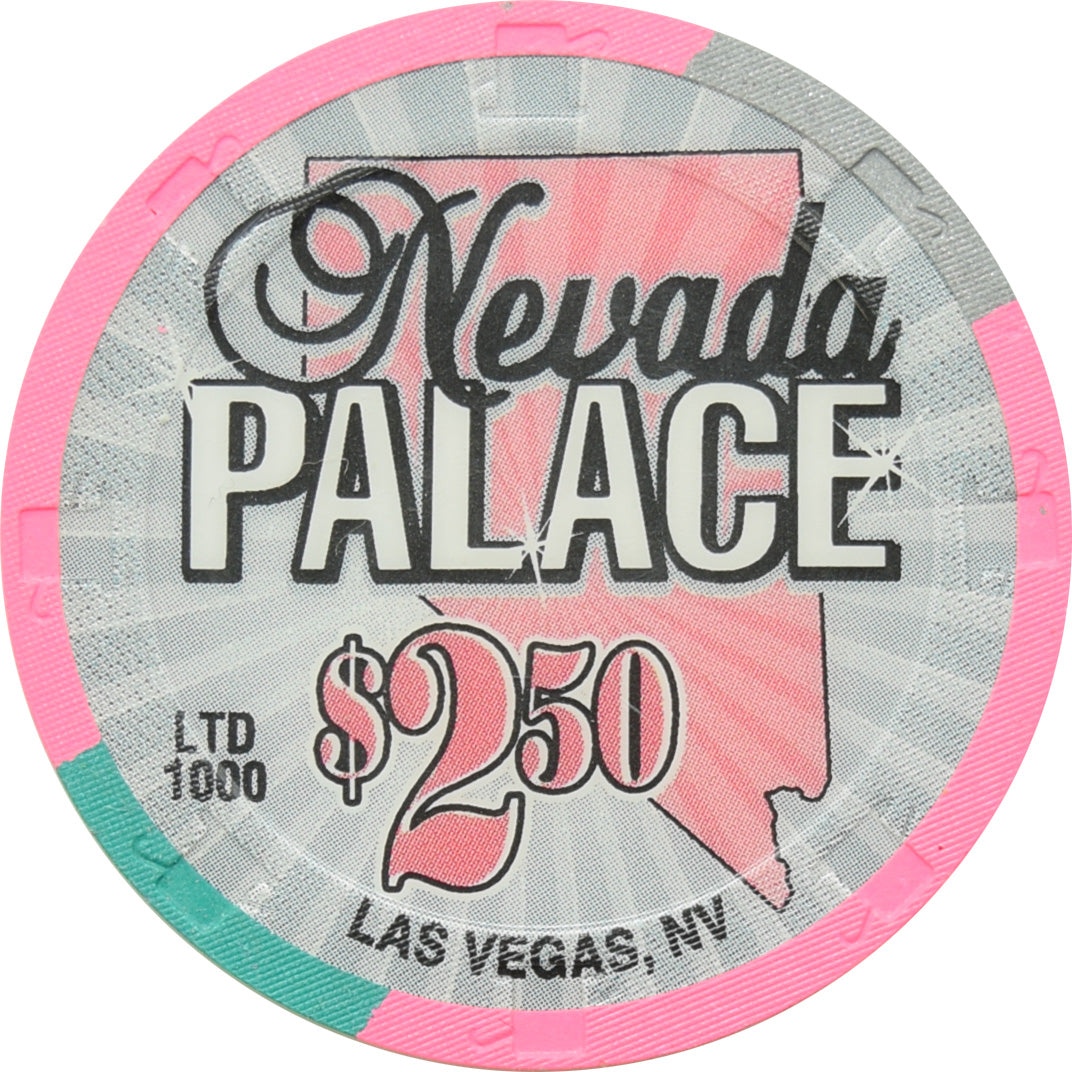 Nevada
PALACE
$2.50
LTD
1000
LAS VEGAS, NV